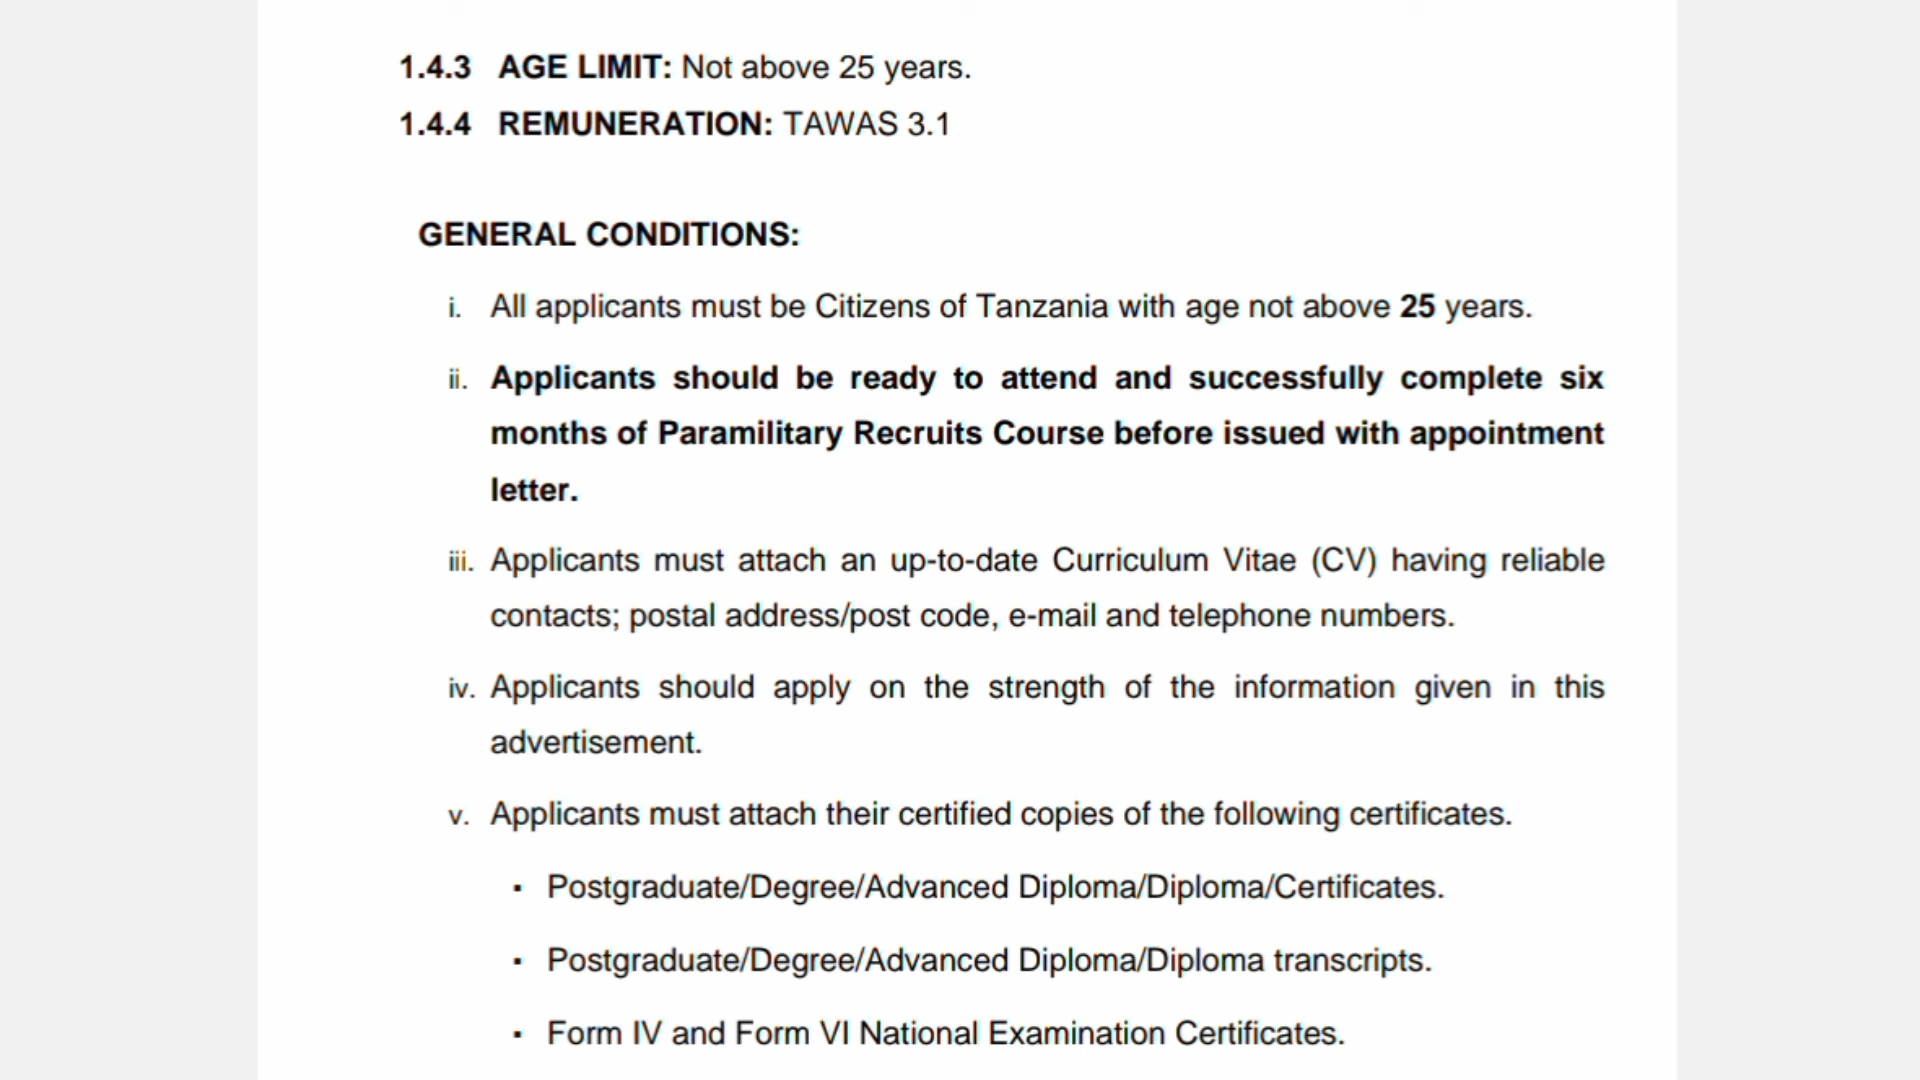 1.4.3 AGE LIMIT: Not above 25 years.
1.4.4 REMUNERATION: TAWAS 3.1
GENERAL CONDITIONS:
i. All applicants must be Citizens of Tanzania with age not above 25 years.
ii. Applicants should be ready to attend and successfully complete six
months of Paramilitary Recruits Course before issued with appointment
letter.
iii. Applicants must attach an up-to-date Curriculum Vitae (CV) having reliable
contacts; postal address/post code, e-mail and telephone numbers.
iv. Applicants should apply on the strength of the information given in this
advertisement.
v. Applicants must attach their certified copies of the following certificates.
▪ Postgraduate/Degree/Advanced Diploma/Diploma/Certificates.
▪ Postgraduate/Degree/Advanced Diploma/Diploma transcripts.
▪ Form IV and Form VI National Examination Certificates.